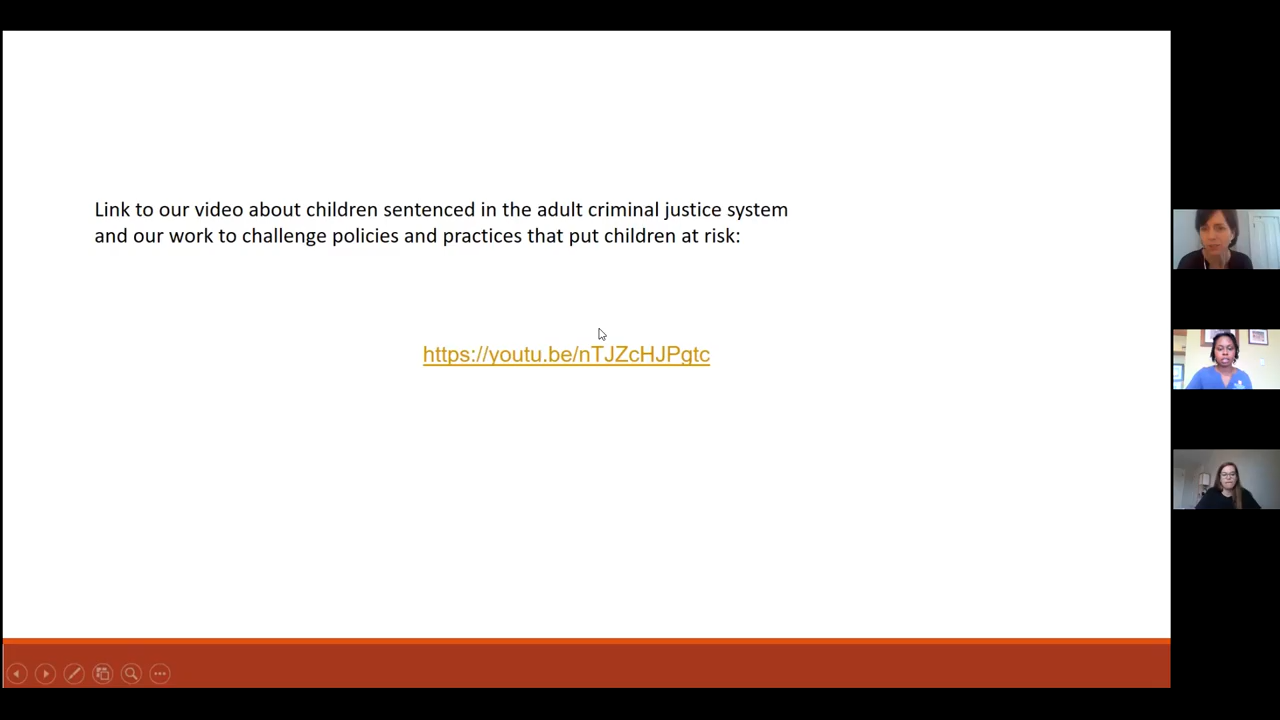 Link to our video about children sentenced in the adult criminal justice system
and our work to challenge policies and practices that put children at risk:
https://youtu.be/nTJZcHJPgtc